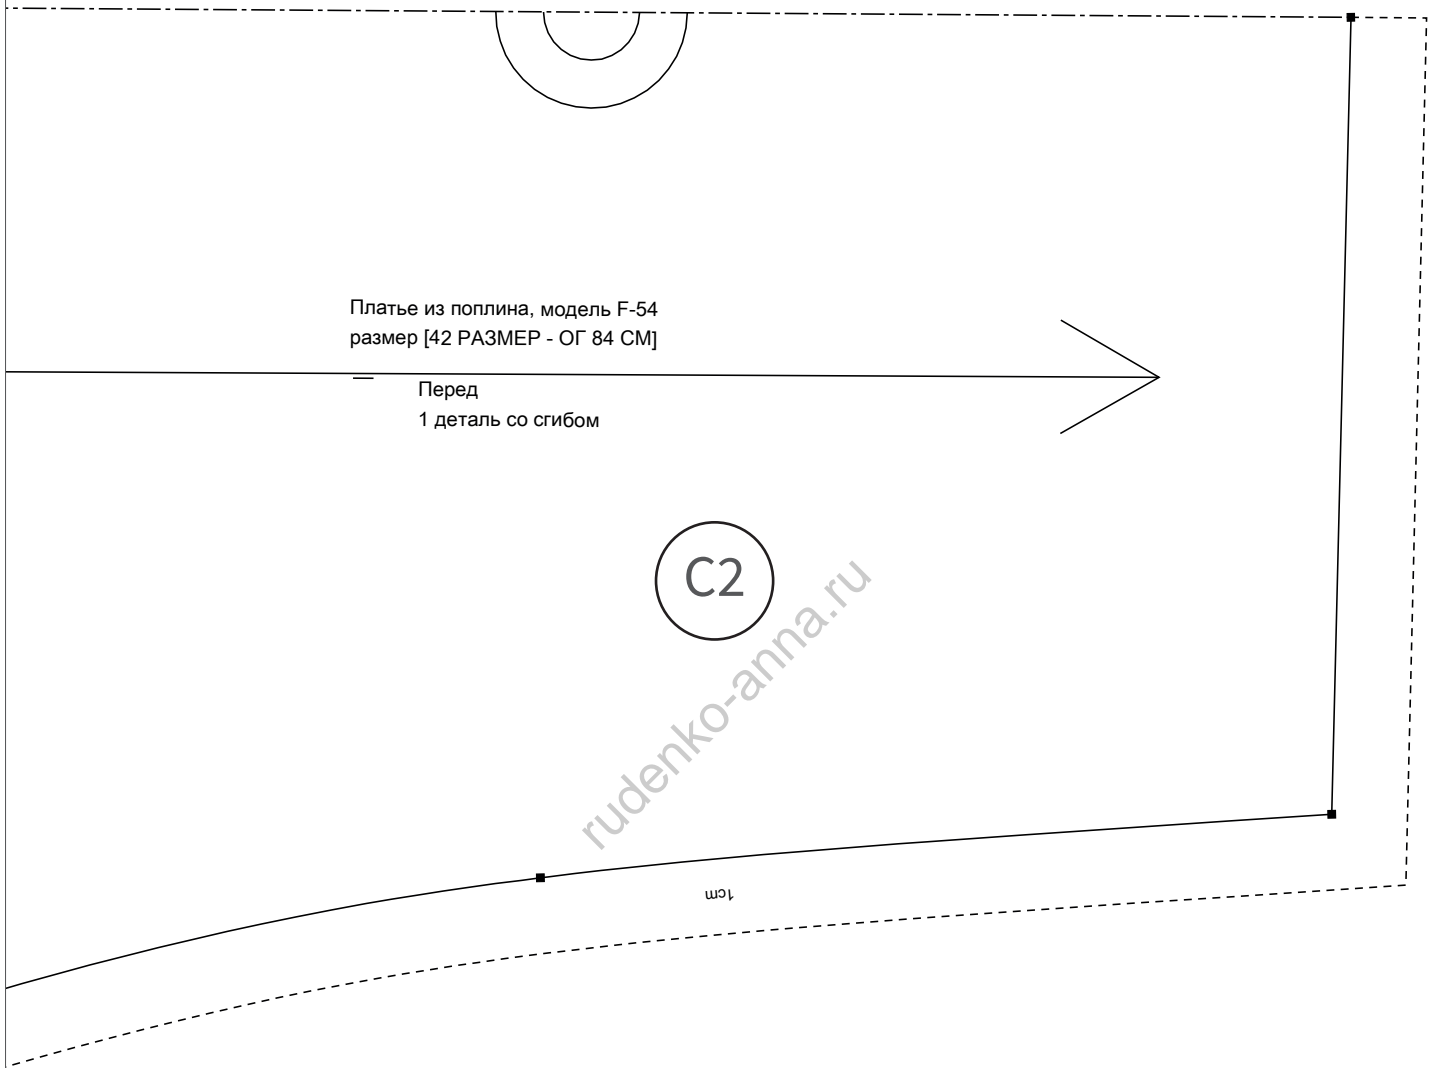 Платье из поплина, модель F-54
размер [42 РАЗМЕР - ОГ 84 СМ]
Перед
1 деталь со сгибом
C2
rudenko-anna.ru
1cm